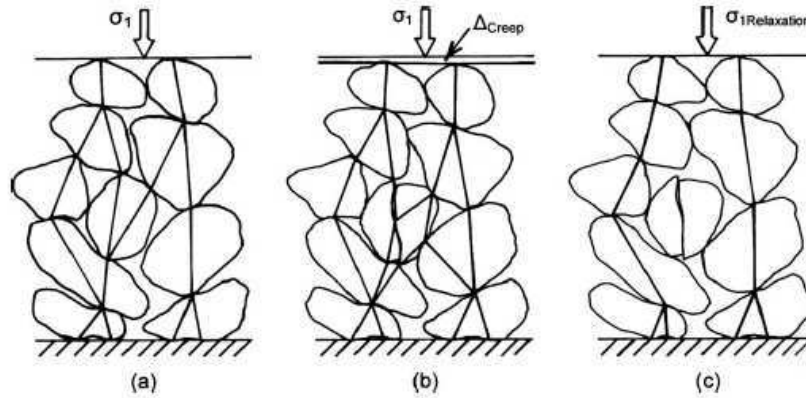 σ1 σ1 ΔCreep σ1Relaxation
(a) (b) (c)